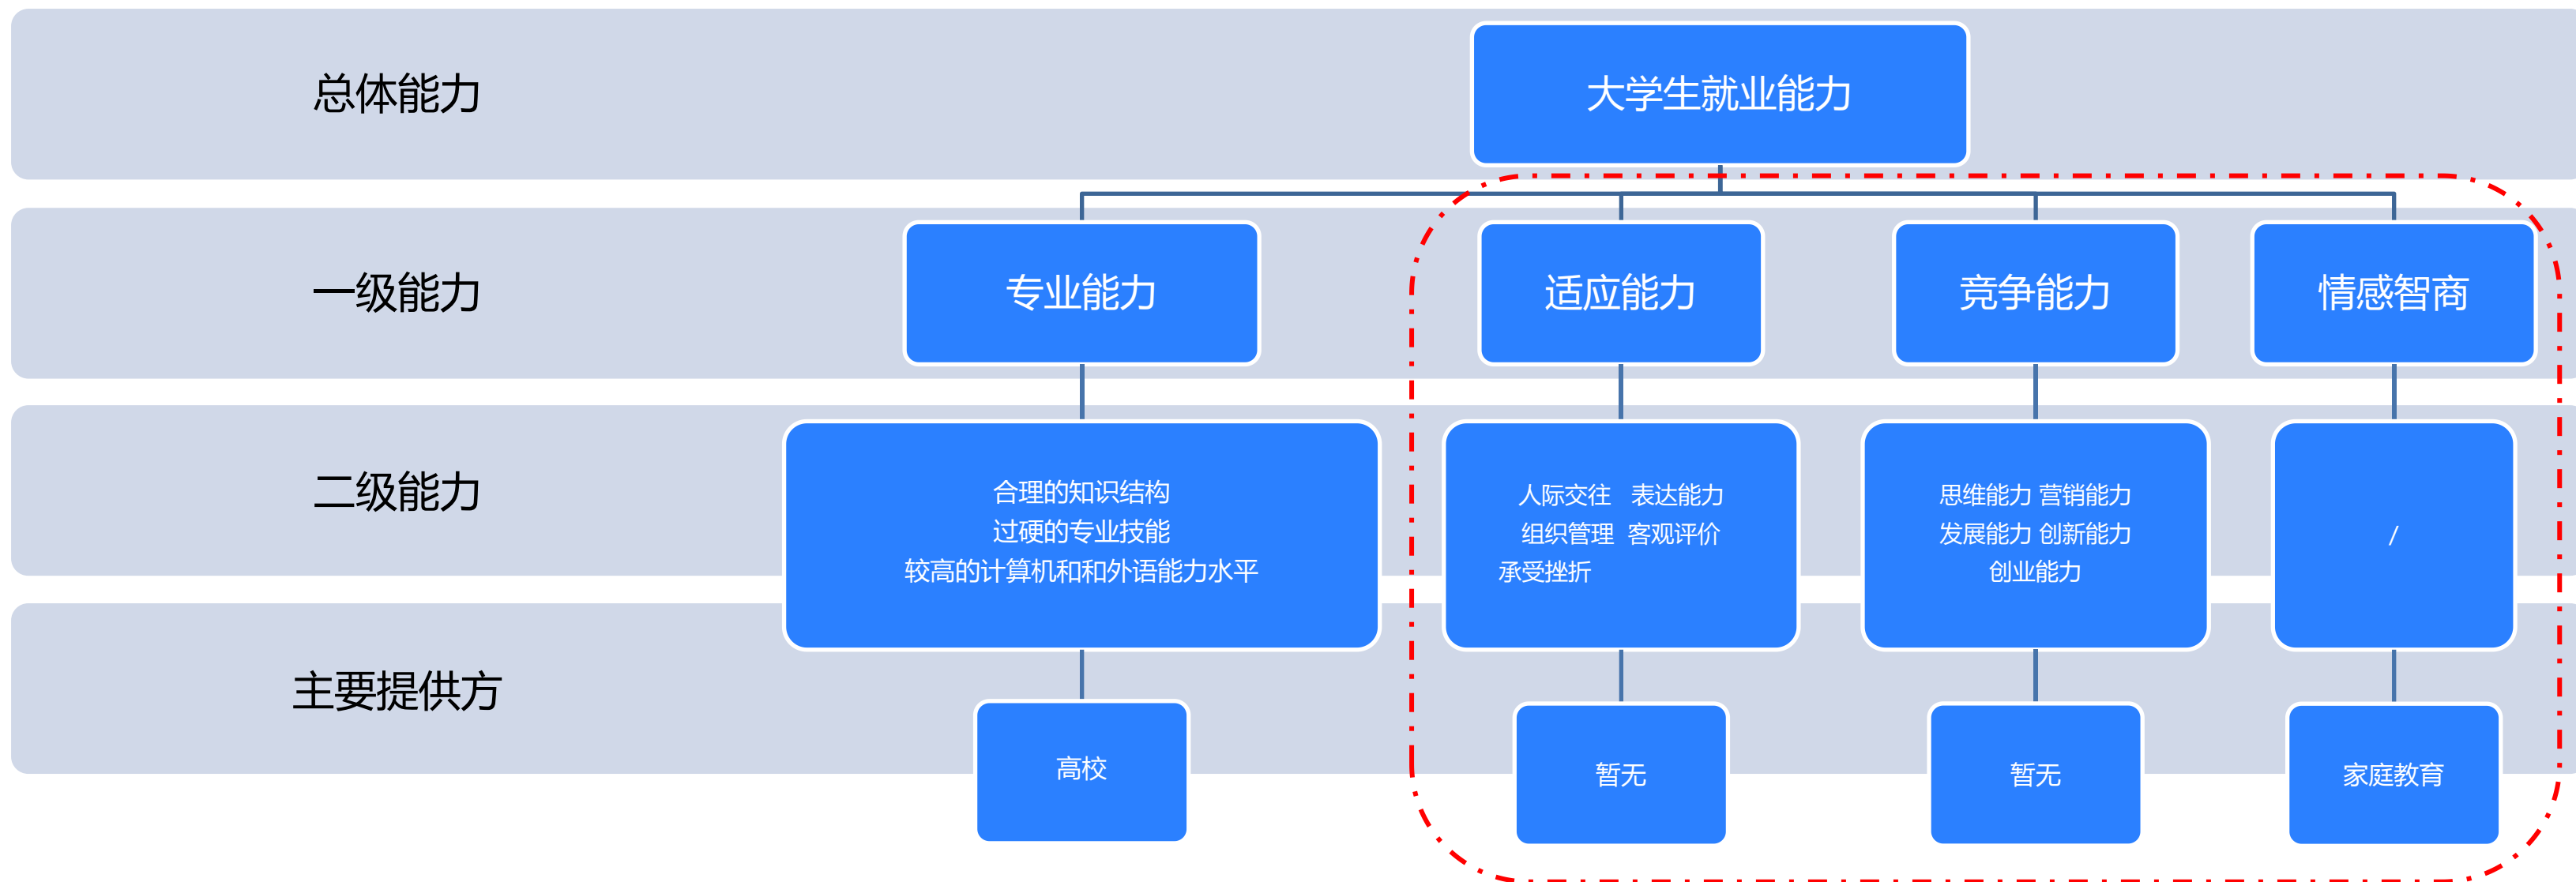 总体能力
大学生就业能力
一级能力
专业能力
适应能力
竞争能力
情感智商
二级能力
合理的知识结构
过硬的专业技能
较高的计算机和和外语能力水平
人际交往 表达能力
组织管理 客观评价
承受挫折
思维能力 营销能力
发展能力 创新能力
创业能力
/
主要提供方
高校
暂无
暂无
家庭教育